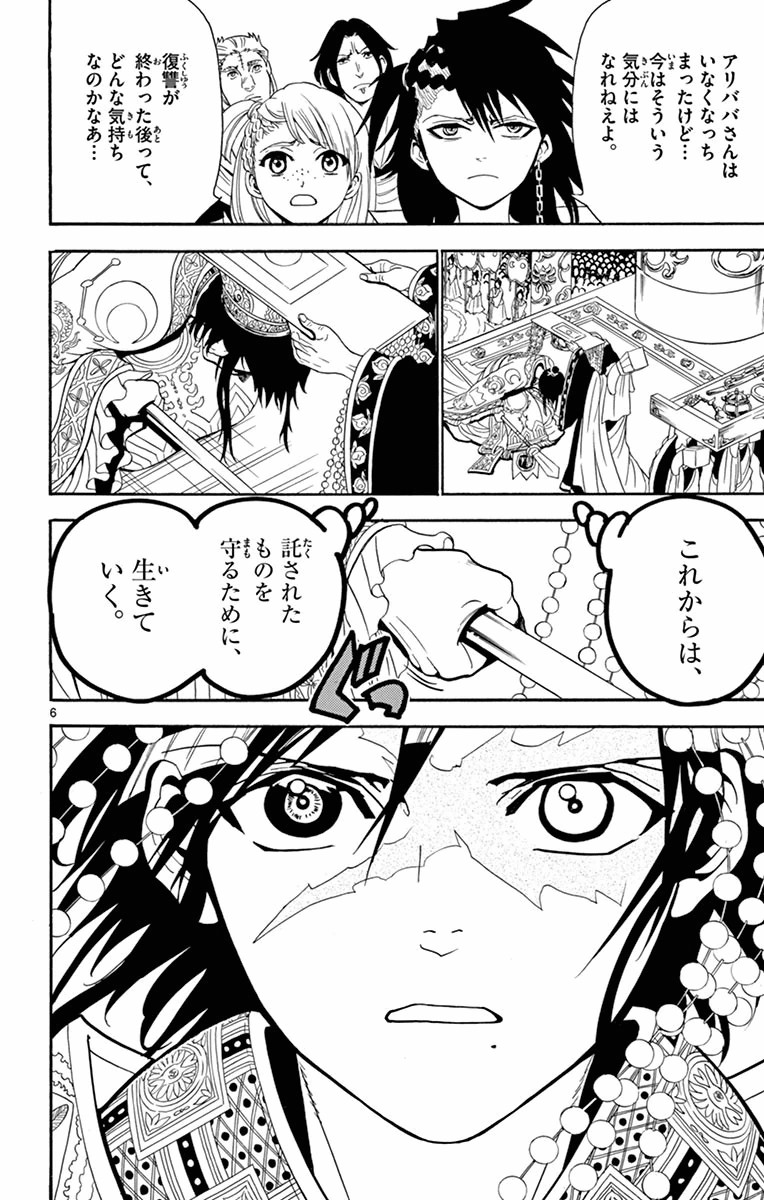 アリババさんは
いなくなっち
まったけど…
今はそういう
気分には
なれねえよ。
復讐が
終わった後って、
どんな気持ち
なのかなあ…
これからは、
託された
ものを
守るために、
生きて
いく。
グッ
6